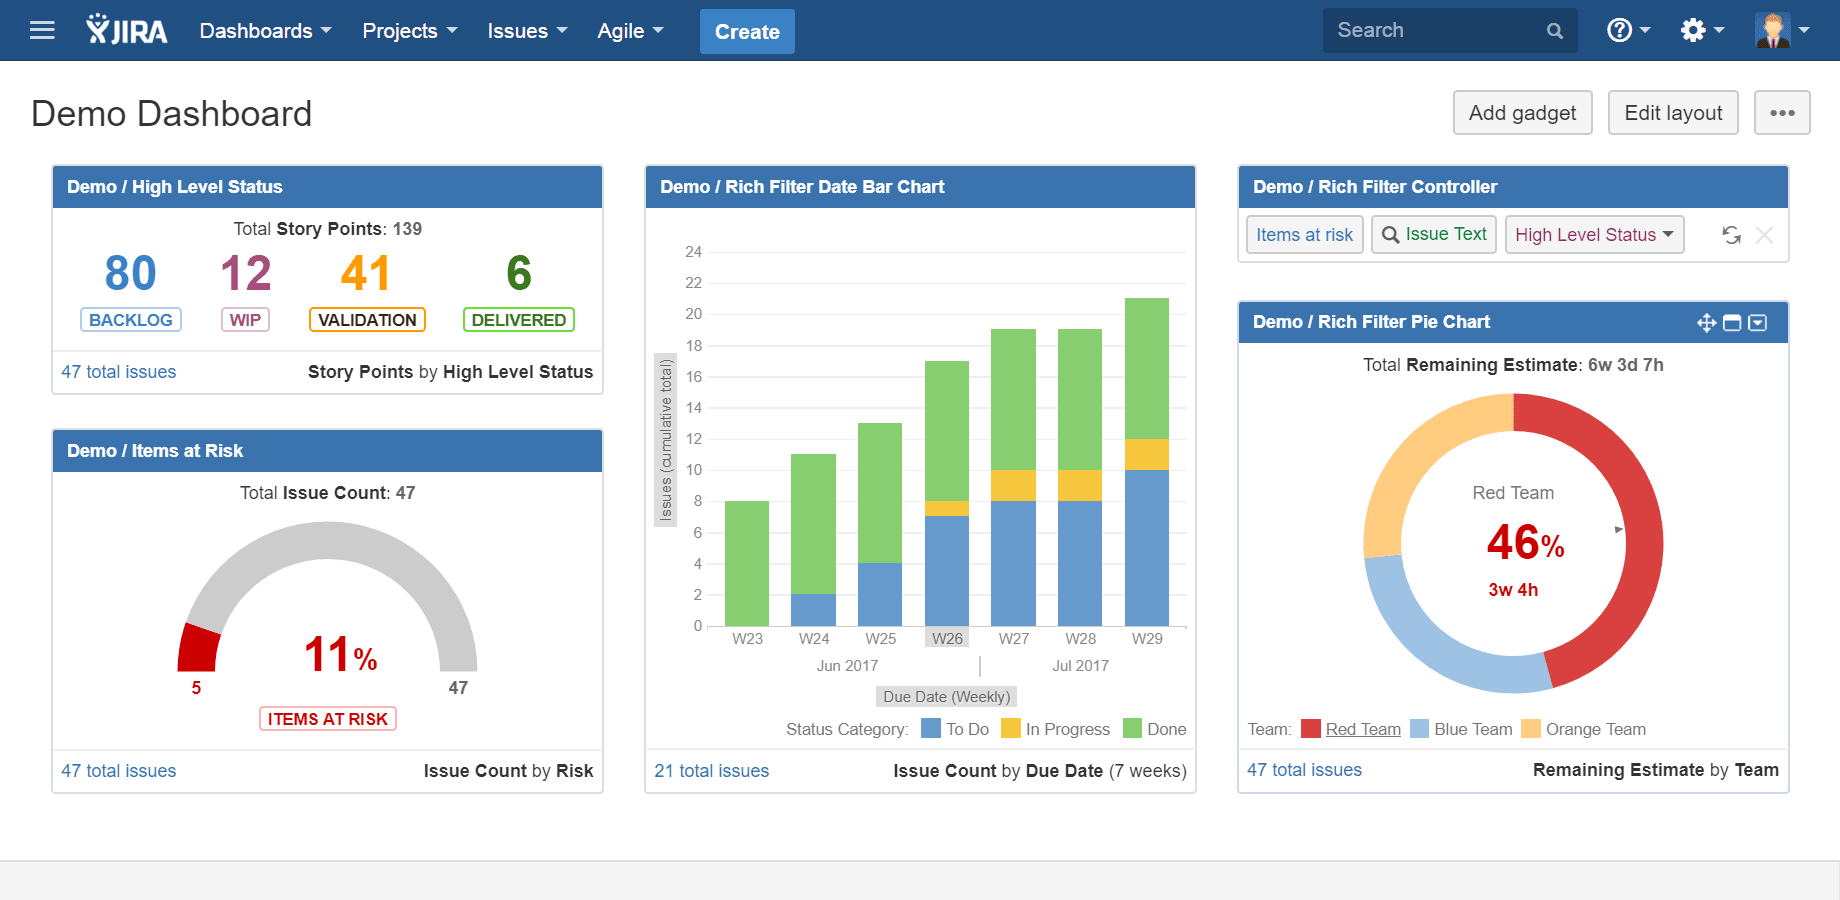 JIRA Dashboards Projects Issues Agile Create Search
Demo Dashboard
Add gadget Edit layout
Demo / High Level Status
Total Story Points: 139
80 12 41 6
BACKLOG WIP VALIDATION DELIVERED
47 total issues Story Points by High Level Status
Demo / Items at Risk
Total Issue Count: 47
11%
5 47
ITEMS AT RISK
47 total issues Issue Count by Risk
Demo / Rich Filter Date Bar Chart
Issues (cumulative total)
24
22
20
18
16
14
12
10
8
6
4
2
0
W23 W24 W25 W26 W27 W28 W29
Jun 2017 Jul 2017
Due Date (Weekly)
Status Category: To Do In Progress Done
21 total issues Issue Count by Due Date (7 weeks)
Demo / Rich Filter Controller
Items at risk Issue Text High Level Status
Demo / Rich Filter Pie Chart
Total Remaining Estimate: 6w 3d 7h
Red Team
46%
3w 4h
Team: Red Team Blue Team Orange Team
47 total issues Remaining Estimate by Team